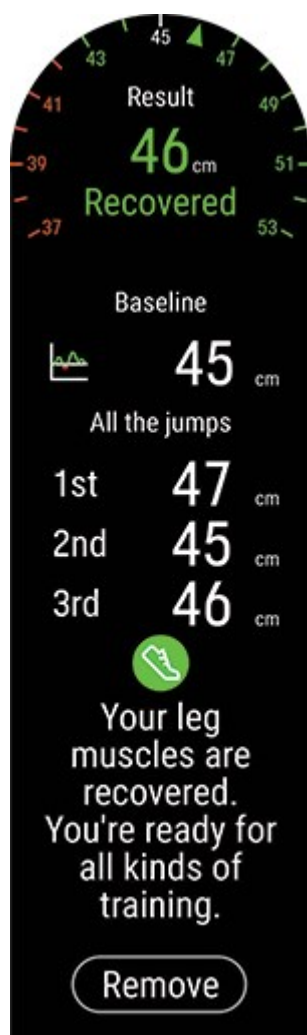 45
43 47
41 49
39 51
37 53
Result
46 cm
Recovered
Baseline
45 cm
All the jumps
1st 47 cm
2nd 45 cm
3rd 46 cm
Your leg
muscles are
recovered.
You're ready for
all kinds of
training.
Remove